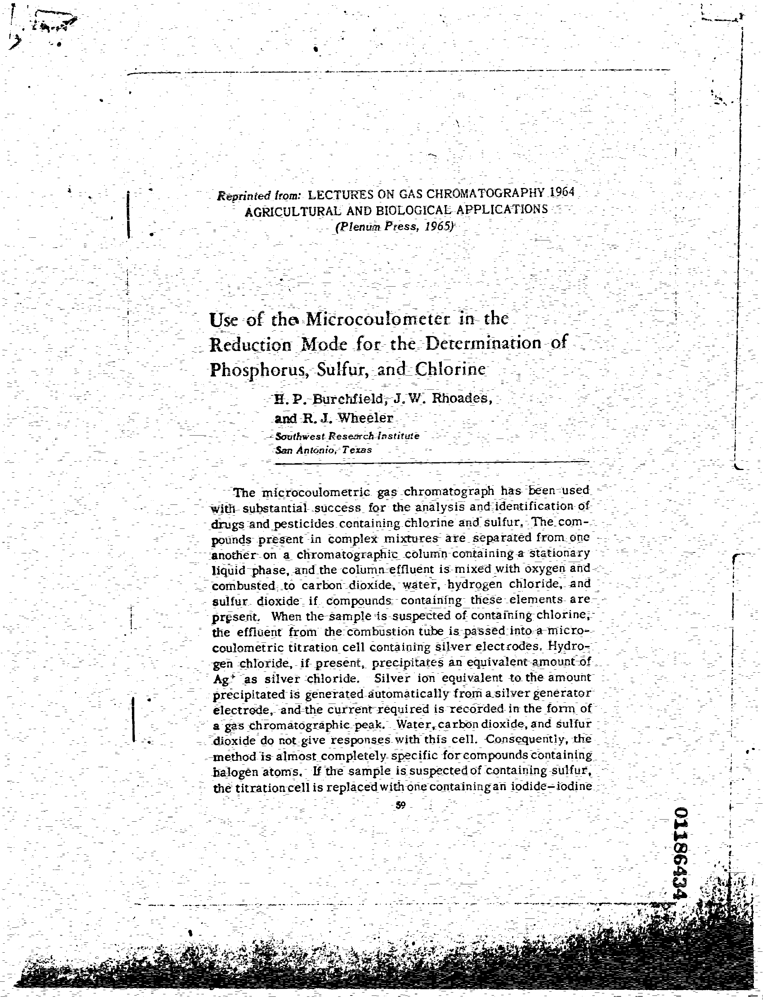 Reprinted from: LECTURES ON GAS CHROMATOGRAPHY 1964
AGRICULTURAL AND BIOLOGICAL APPLICATIONS
(Plenum Press, 1965)
Use of the Microcoulometer in the
Reduction Mode for the Determination of
Phosphorus, Sulfur, and Chlorine
H. P. Burchfield, J. W. Rhoades,
and R. J. Wheeler
Southwest Research Institute
San Antonio, Texas
The microcoulometric gas chromatograph has been used
with substantial success for the analysis and identification of
drugs and pesticides containing chlorine and sulfur. The com-
pounds present in complex mixtures are separated from one
another on a chromatographic column containing a stationary
liquid phase, and the column effluent is mixed with oxygen and
combusted to carbon dioxide, water, hydrogen chloride, and
sulfur dioxide if compounds containing these elements are
present. When the sample is suspected of containing chlorine,
the effluent from the combustion tube is passed into a micro-
coulometric titration cell containing silver electrodes. Hydro-
gen chloride, if present, precipitates an equivalent amount of
Ag+ as silver chloride. Silver ion equivalent to the amount
precipitated is generated automatically from a silver generator
electrode, and the current required is recorded in the form of
a gas chromatographic peak. Water, carbon dioxide, and sulfur
dioxide do not give responses with this cell. Consequently, the
method is almost completely specific for compounds containing
halogen atoms. If the sample is suspected of containing sulfur,
the titration cell is replaced with one containing an iodide-iodine
59
01186434